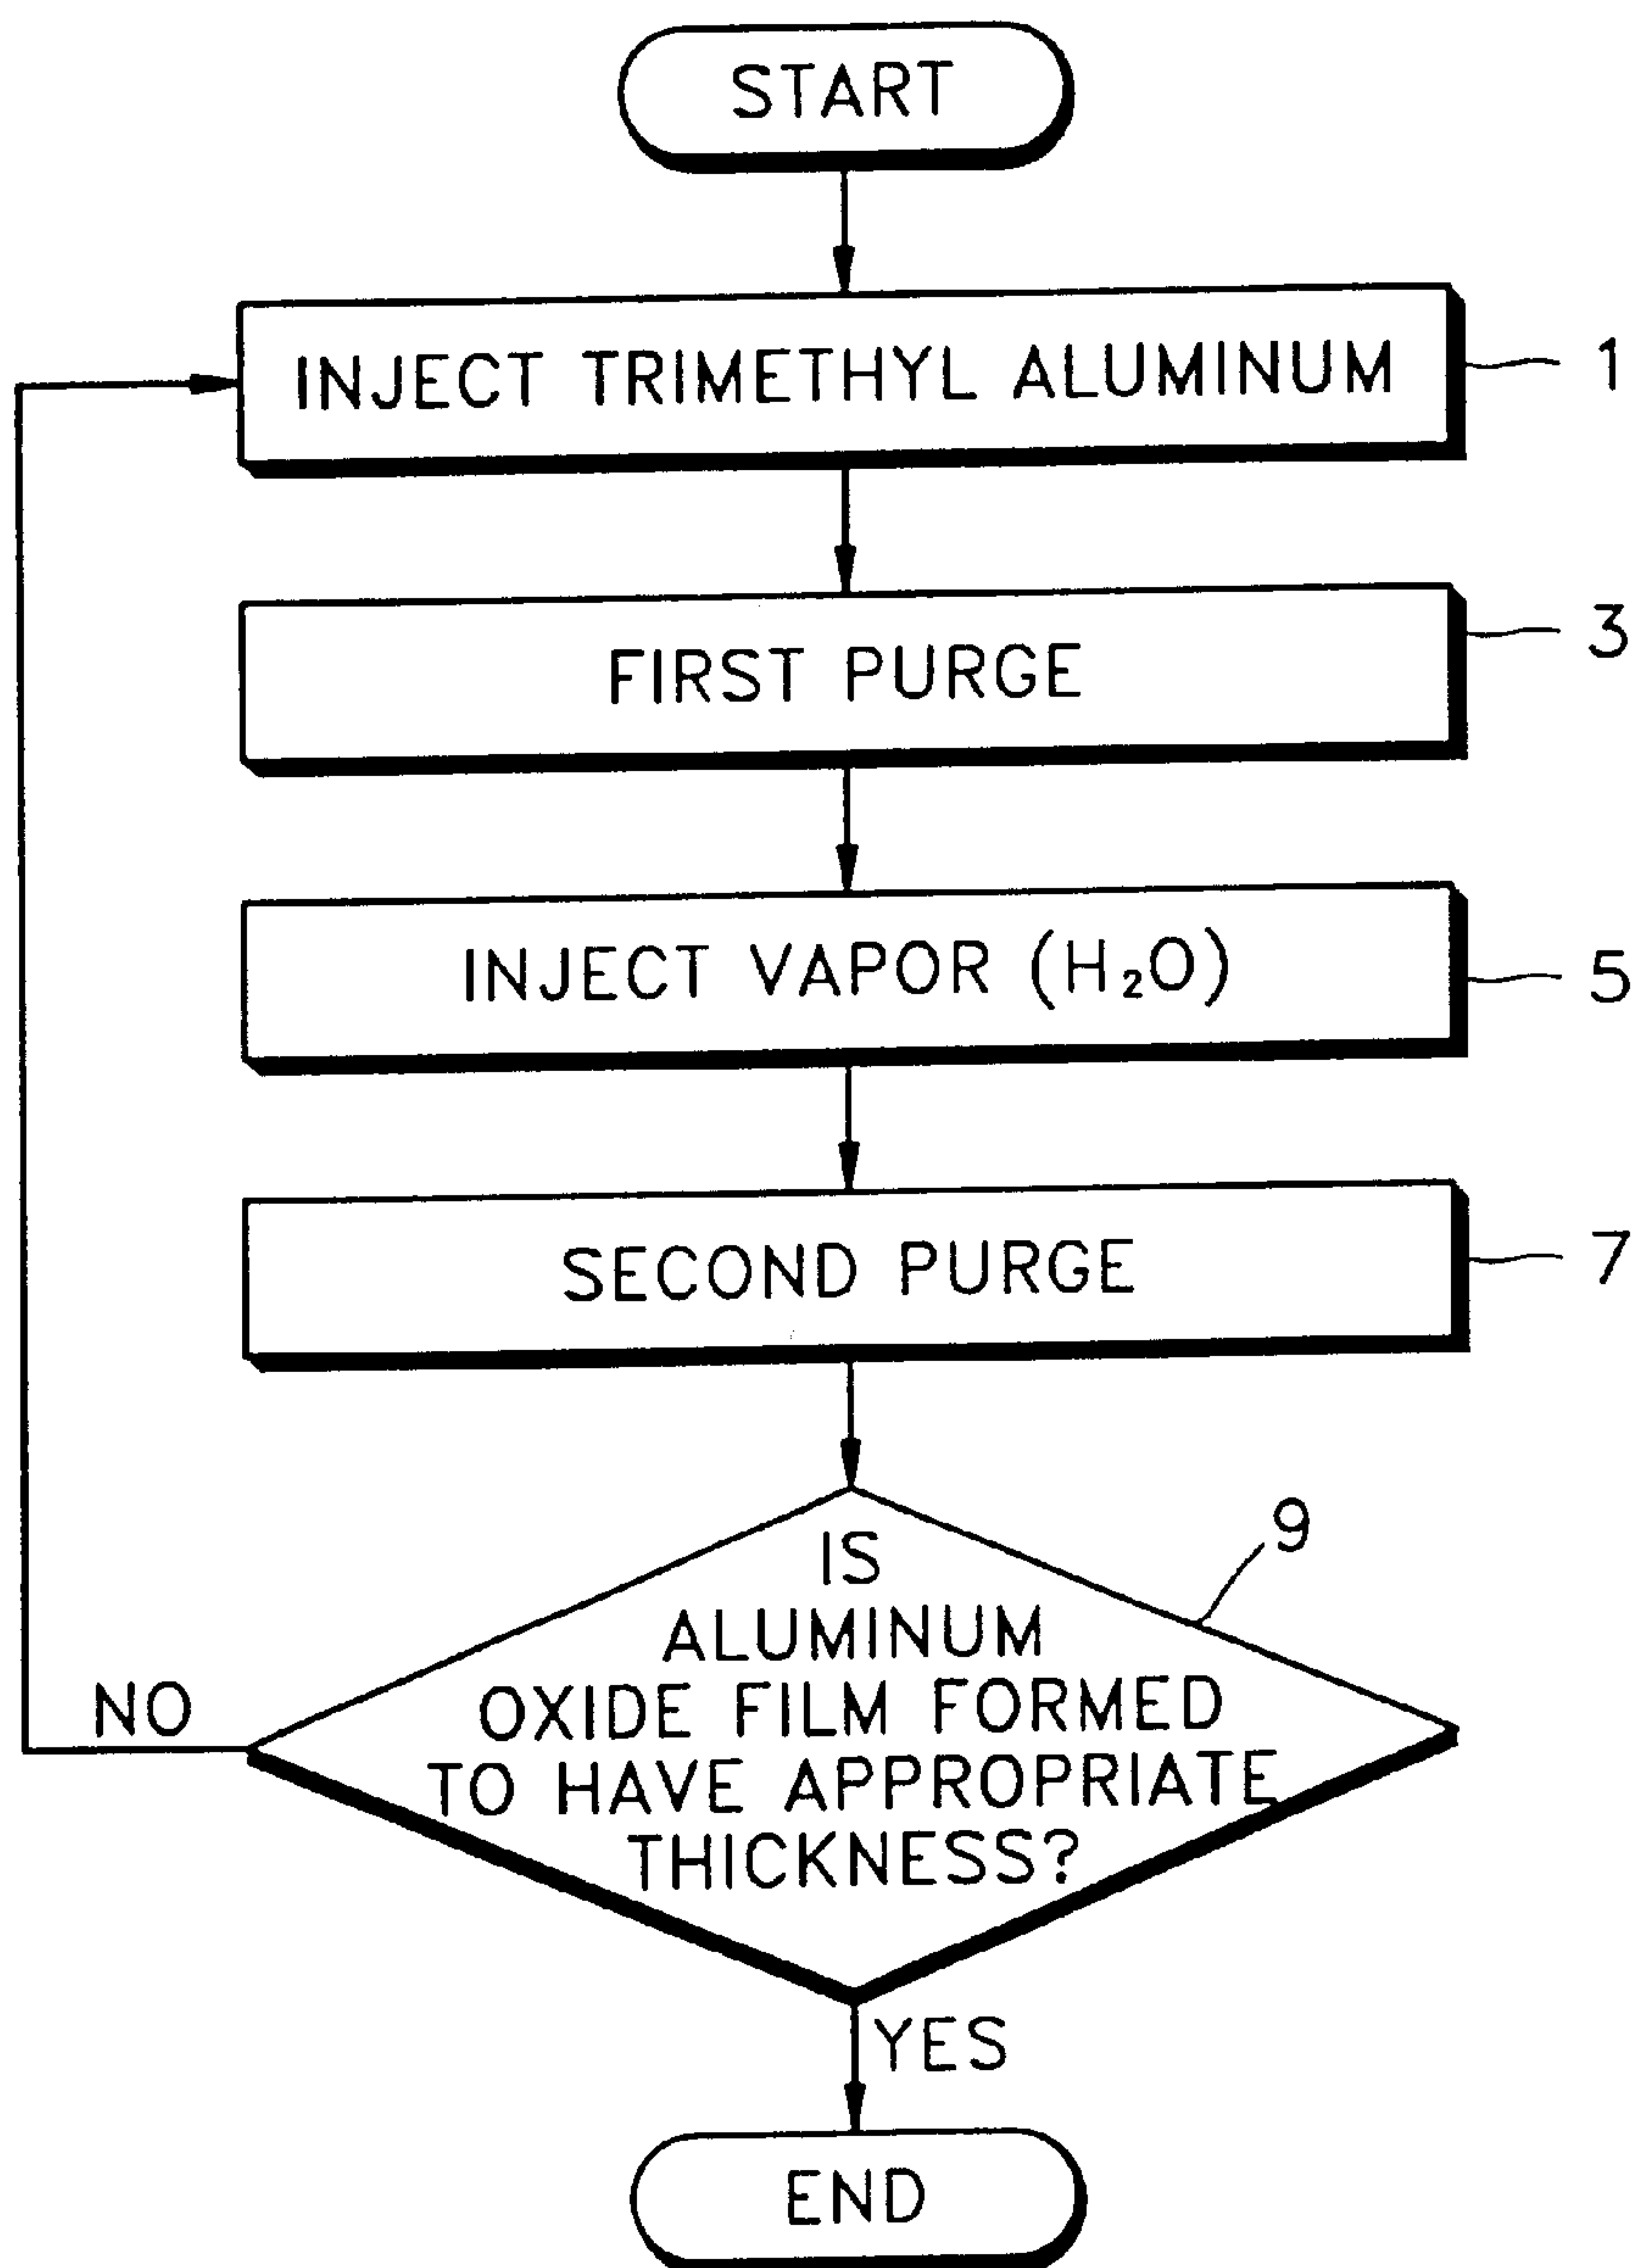 START
INJECT TRIMETHYL ALUMINUM
1
FIRST PURGE
3
INJECT VAPOR (H₂O)
5
SECOND PURGE
7
9
IS
ALUMINUM
OXIDE FILM FORMED
TO HAVE APPROPRIATE
THICKNESS?
NO
YES
END